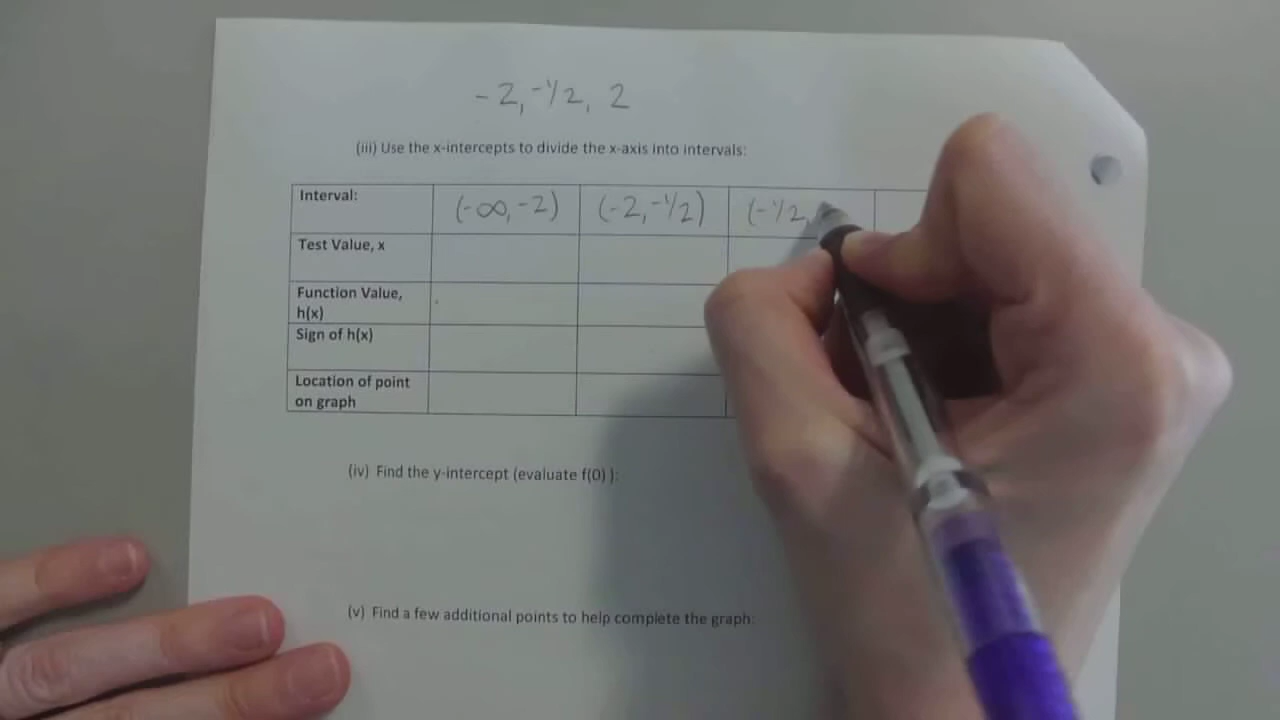 -2, -1/2, 2
(iii) Use the x-intercepts to divide the x-axis into intervals:
Interval: (-∞, -2) (-2, -1/2) (-1/2,
Test Value, x
Function Value,
h(x)
Sign of h(x)
Location of point
on graph
(iv) Find the y-intercept (evaluate f(0) ):
(v) Find a few additional points to help complete the graph: